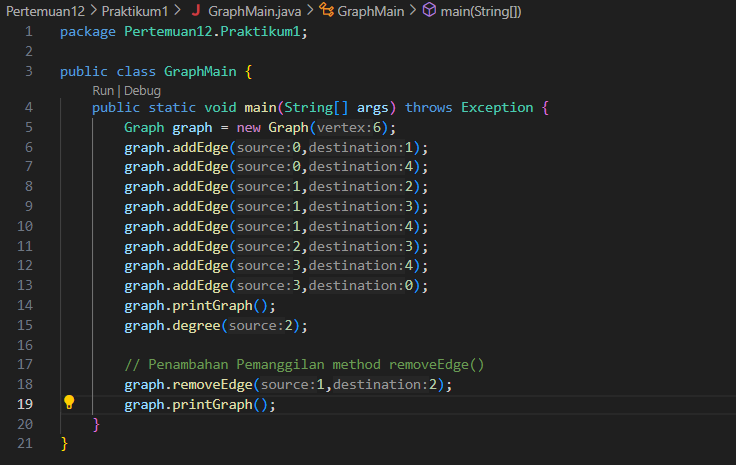 Pertemuan12 > Praktikum1 > J GraphMain.java > GraphMain > main(String[])
1 package Pertemuan12.Praktikum1;
2
3 public class GraphMain {
Run | Debug
4 public static void main(String[] args) throws Exception {
5 Graph graph = new Graph(vertex:6);
6 graph.addEdge(source:0,destination:1);
7 graph.addEdge(source:0,destination:4);
8 graph.addEdge(source:1,destination:2);
9 graph.addEdge(source:1,destination:3);
10 graph.addEdge(source:1,destination:4);
11 graph.addEdge(source:2,destination:3);
12 graph.addEdge(source:3,destination:4);
13 graph.addEdge(source:3,destination:0);
14 graph.printGraph();
15 graph.degree(source:2);
16
17 // Penambahan Pemanggilan method removeEdge()
18 graph.removeEdge(source:1,destination:2);
19 graph.printGraph();
20 }
21 }